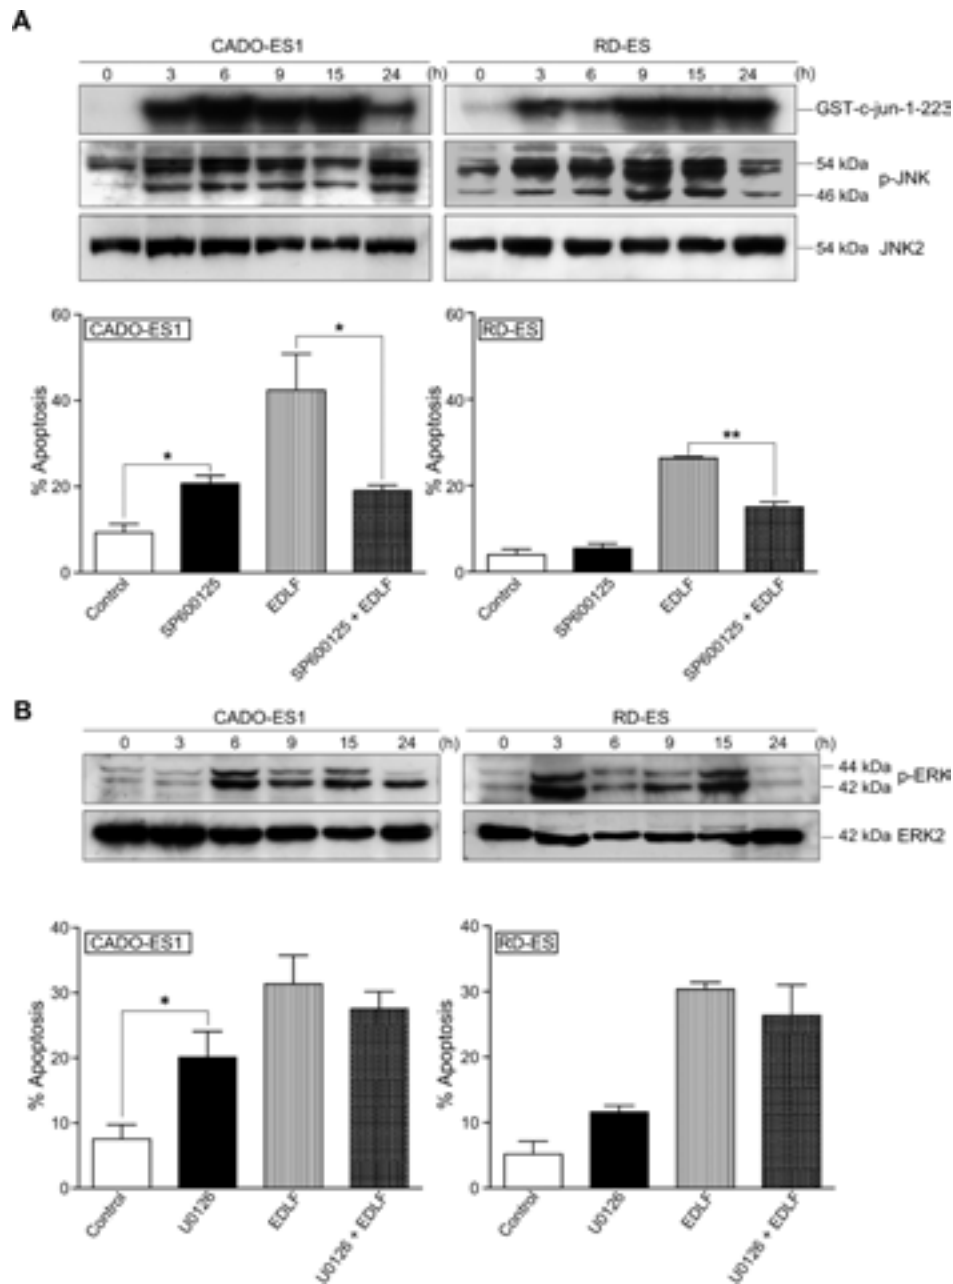 A
CADO-ES1 RD-ES
0 3 6 9 15 24 (h) 0 3 6 9 15 24 (h)
GST-c-jun-1-223
54 kDa
p-JNK
46 kDa
54 kDa JNK2
60 60
CADO-ES1 RD-ES
* **
40 40
% Apoptosis % Apoptosis
*
20 20
0 0
Control SP600125 EDLF SP600125 + EDLF Control SP600125 EDLF SP600125 + EDLF
B
CADO-ES1 RD-ES
0 3 6 9 15 24 (h) 0 3 6 9 15 24 (h)
44 kDa
p-ERK
42 kDa
42 kDa ERK2
40 40
CADO-ES1 RD-ES
30 30
*
% Apoptosis % Apoptosis
20 20
10 10
0 0
Control U0126 EDLF U0126 + EDLF Control U0126 EDLF U0126 + EDLF